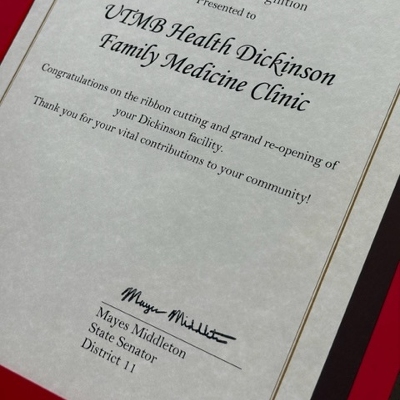 Presented to
UTMB Health Dickinson
Family Medicine Clinic
Congratulations on the ribbon cutting and grand re-opening of
your Dickinson facility.
Thank you for your vital contributions to your community!
Mayes Middleton
Mayes Middleton
State Senator
District 11